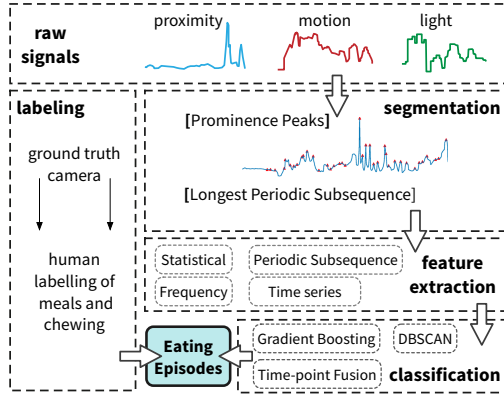 raw
signals
proximity
motion
light
labeling
ground truth
camera
human
labelling of
meals and
chewing
segmentation
[Prominence Peaks]
[Longest Periodic Subsequence]
Statistical
Periodic Subsequence
Frequency
Time series
feature
extraction
Eating
Episodes
Gradient Boosting
DBSCAN
Time-point Fusion
classification